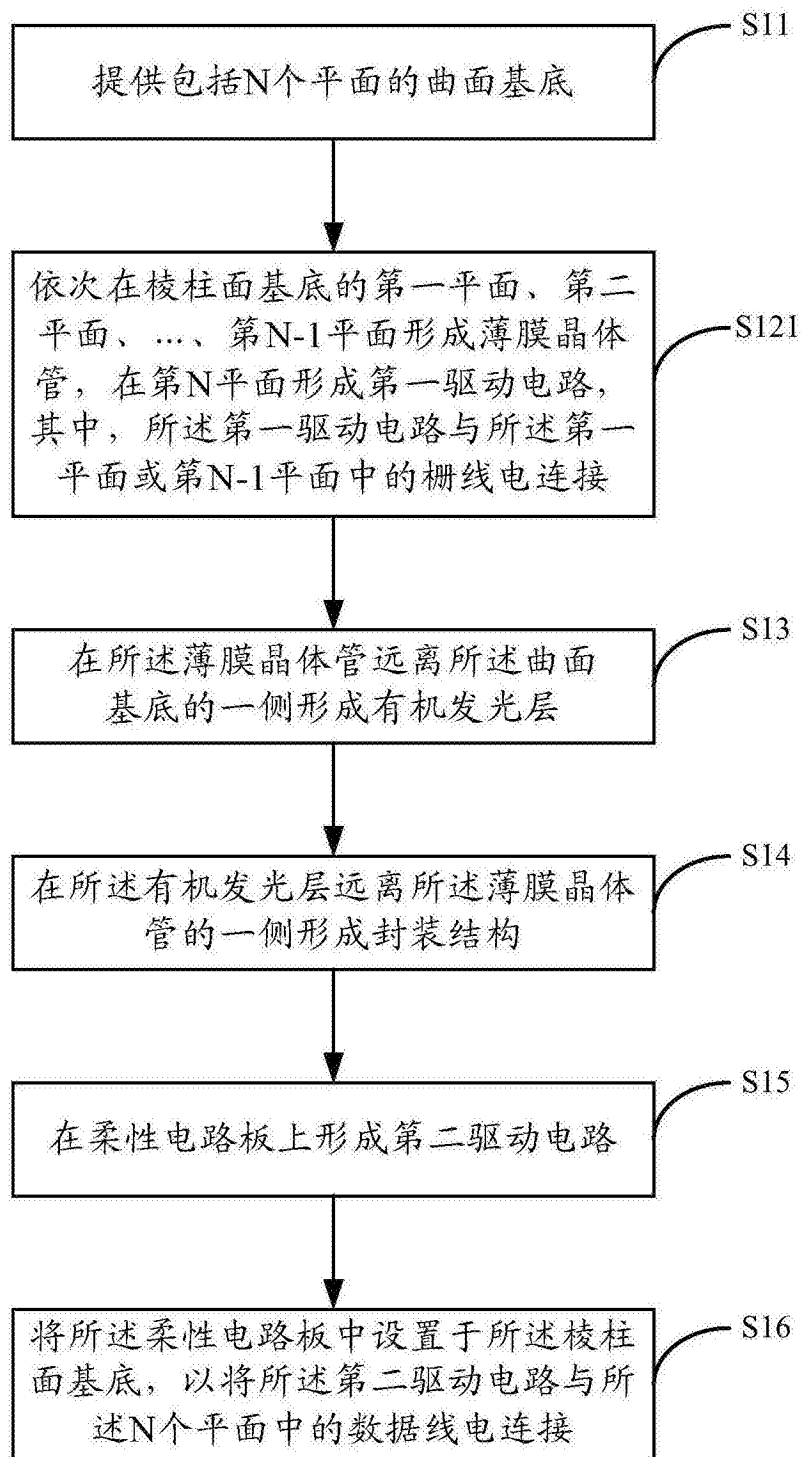 S11
提供包括N个平面的曲面基底
依次在棱柱面基底的第一平面、第二
平面、...、第N-1平面形成薄膜晶体
管，在第N平面形成第一驱动电路，
其中，所述第一驱动电路与所述第一
平面或第N-1平面中的栅线电连接
S121
在所述薄膜晶体管远离所述曲面
基底的一侧形成有机发光层
S13
在所述有机发光层远离所述薄膜晶体
管的一侧形成封装结构
S14
在柔性电路板上形成第二驱动电路
S15
将所述柔性电路板中设置于所述棱柱
面基底，以将所述第二驱动电路与所
述N个平面中的数据线电连接
S16